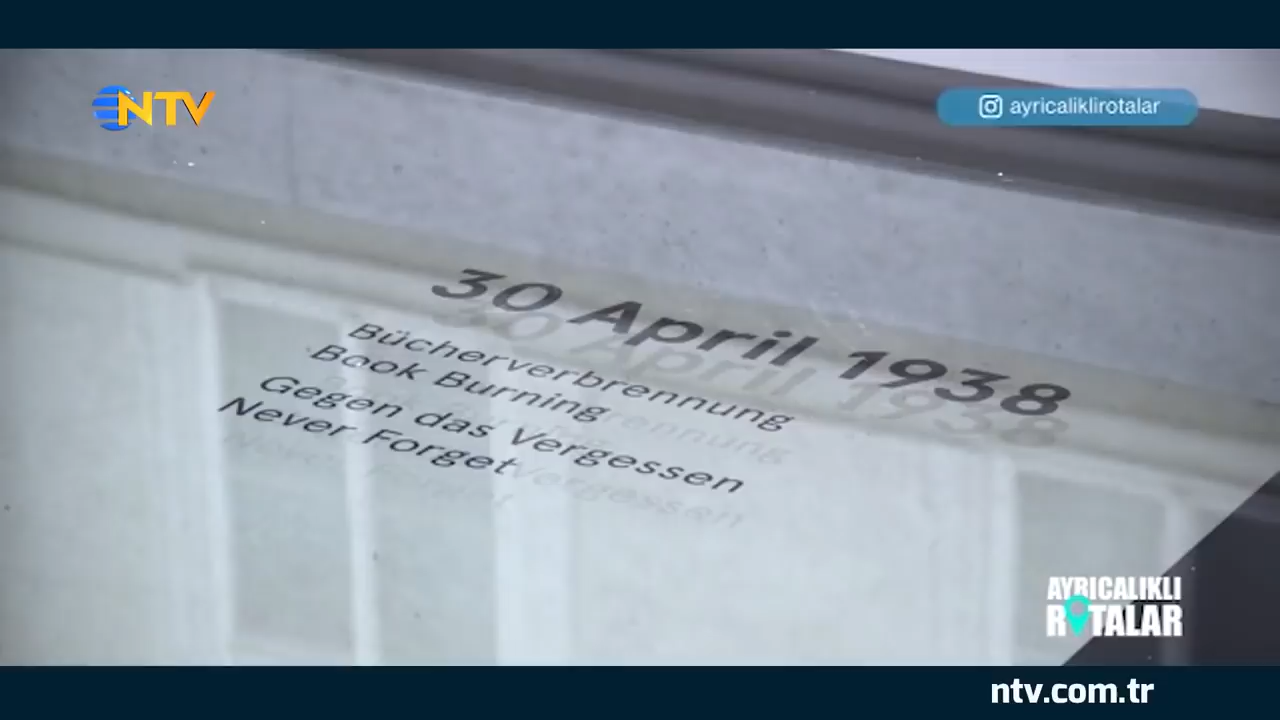 NTV
ayricaliklirotalar
30 April 1938
Bücherverbrennung
Book Burning
Gegen das Vergessen
Never Forget
AYRICALIKLI
ROTALAR
ntv.com.tr